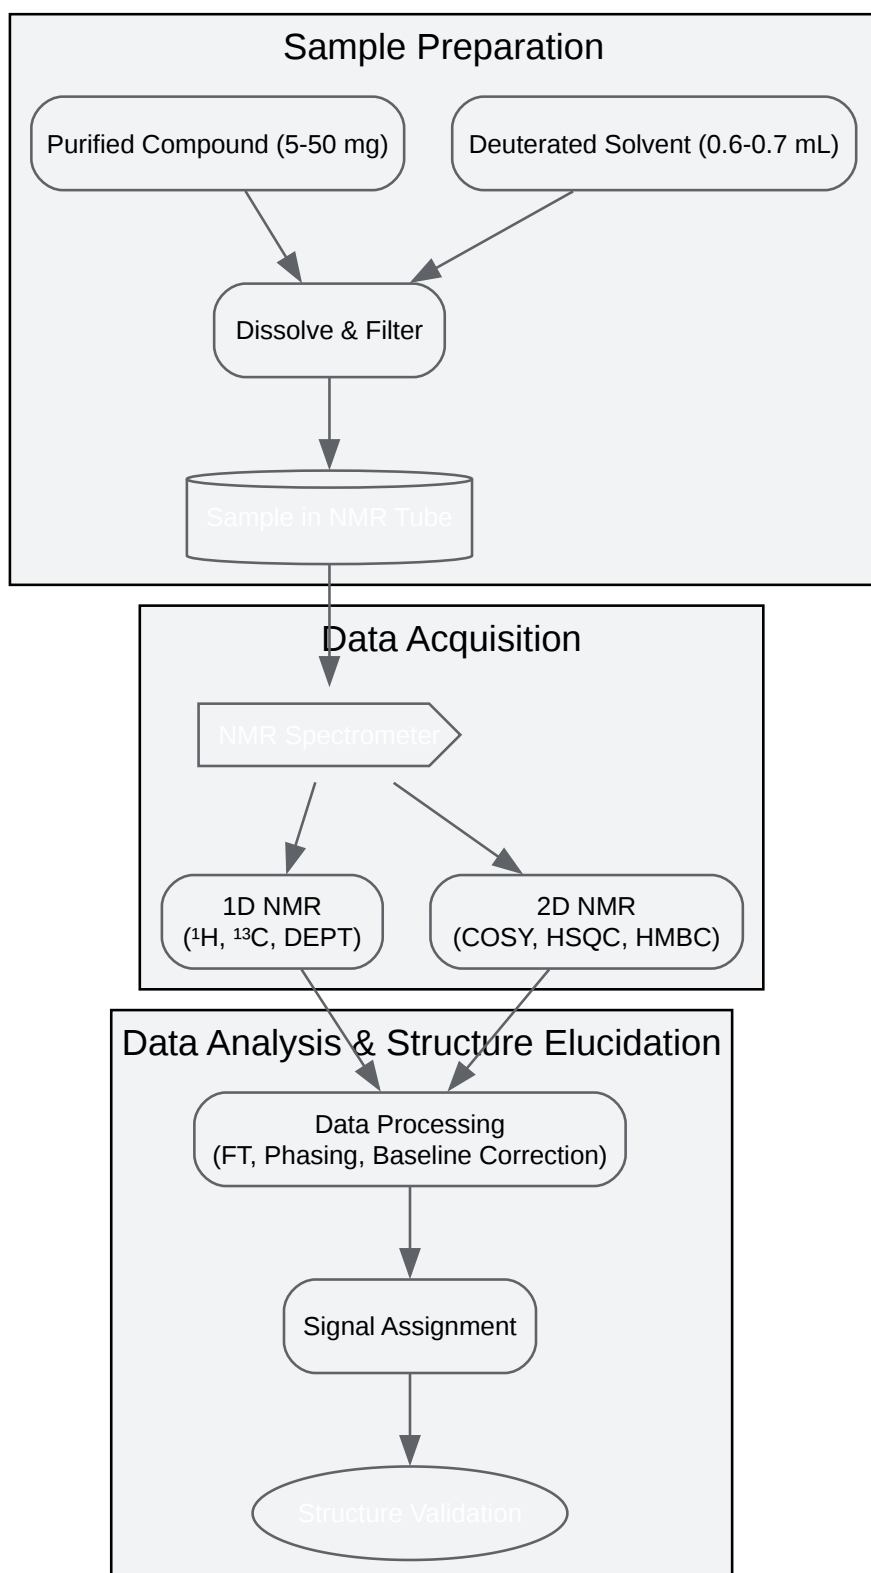 Sample Preparation
Purified Compound (5-50 mg)
Deuterated Solvent (0.6-0.7 mL)
Dissolve & Filter
Sample in NMR Tube
Data Acquisition
NMR Spectrometer
1D NMR
(¹H, ¹³C, DEPT)
2D NMR
(COSY, HSQC, HMBC)
Data Analysis & Structure Elucidation
Data Processing
(FT, Phasing, Baseline Correction)
Signal Assignment
Structure Validation